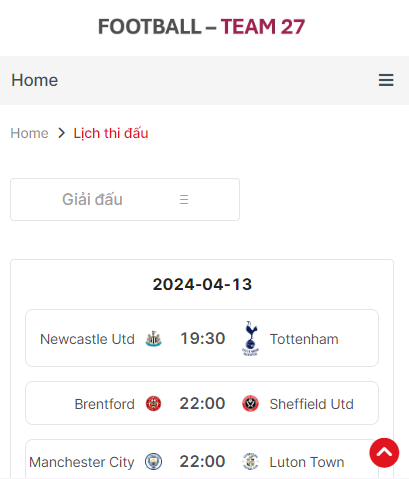 FOOTBALL – TEAM 27
Home
Home > Lịch thi đấu
Giải đấu
2024-04-13
Newcastle Utd 19:30 Tottenham
Brentford 22:00 Sheffield Utd
Manchester City 22:00 Luton Town